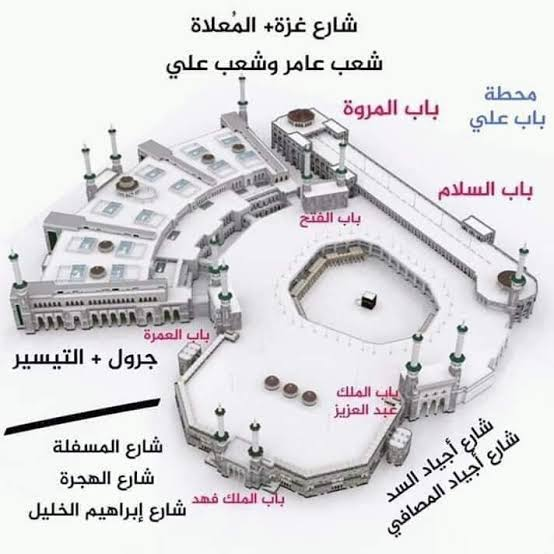 شارع غزة+ المُعلاة
شعب عامر وشعب علي
محطة
باب علي
باب المروة
باب السلام
باب الفتح
باب العمرة
جرول + التيسير
باب الملك
عبد العزيز
شارع المسفلة
شارع الهجرة
شارع إبراهيم الخليل
باب الملك فهد
شارع أجياد السد
شارع أجياد المصافي